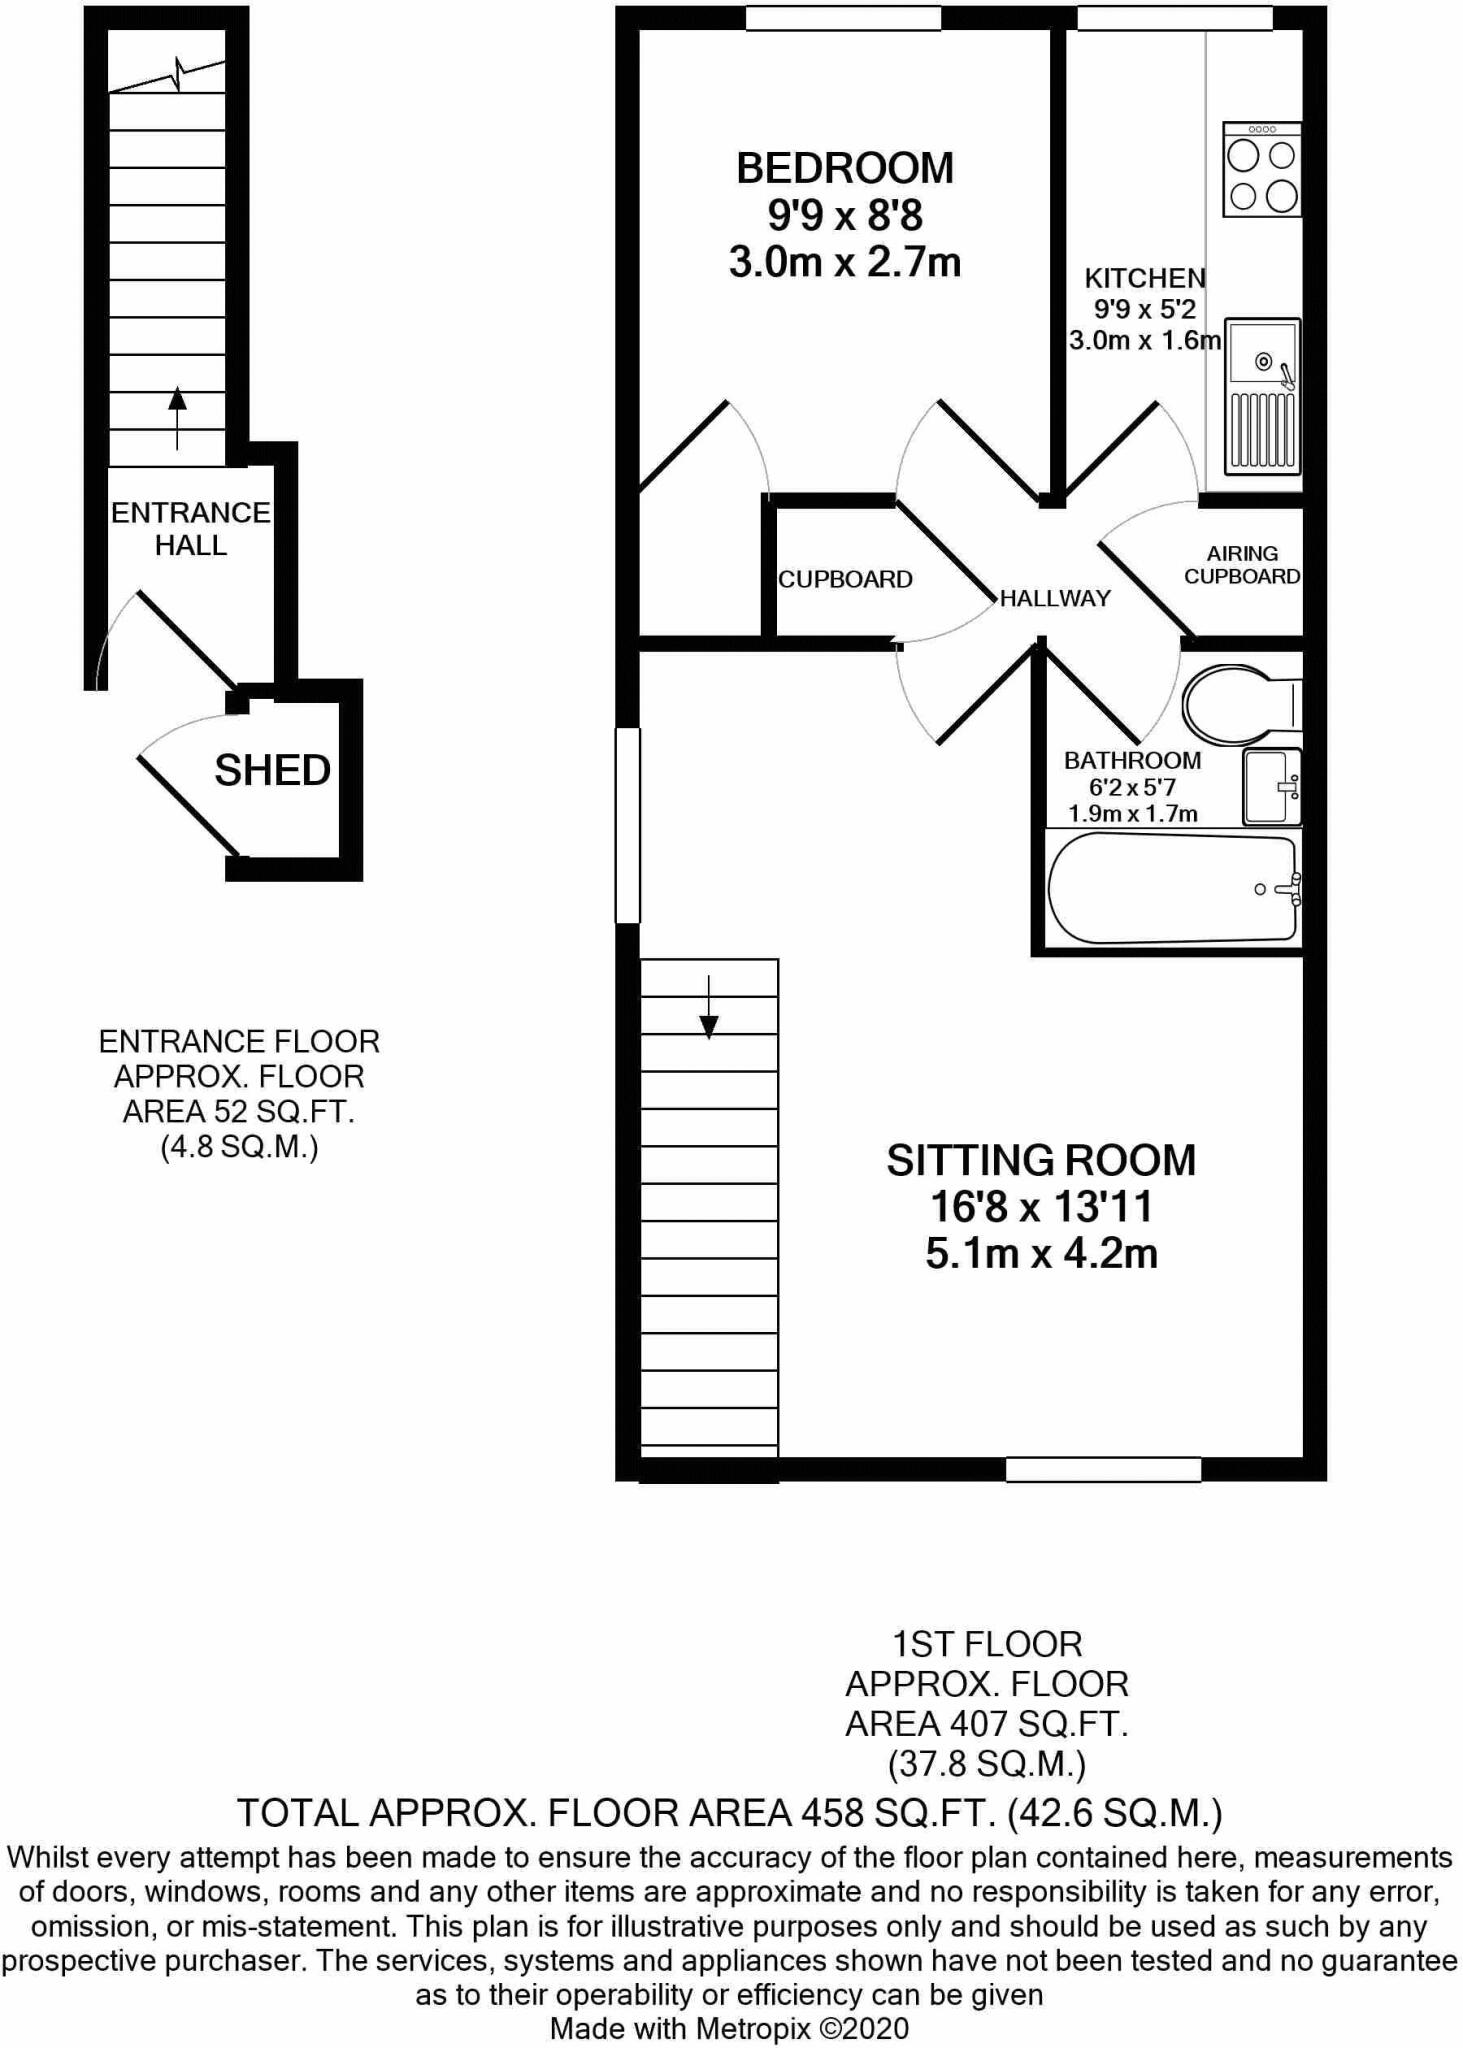 BEDROOM
9'9 x 8'8
3.0m x 2.7m
KITCHEN
9'9 x 5'2
3.0m x 1.6m
ENTRANCE
HALL
CUPBOARD
HALLWAY
AIRING
CUPBOARD
SHED
BATHROOM
6'2 x 5'7
1.9m x 1.7m
ENTRANCE FLOOR
APPROX. FLOOR
AREA 52 SQ.FT.
(4.8 SQ.M.)
SITTING ROOM
16'8 x 13'11
5.1m x 4.2m
1ST FLOOR
APPROX. FLOOR
AREA 407 SQ.FT.
(37.8 SQ.M.)
TOTAL APPROX. FLOOR AREA 458 SQ.FT. (42.6 SQ.M.)
Whilst every attempt has been made to ensure the accuracy of the floor plan contained here, measurements
of doors, windows, rooms and any other items are approximate and no responsibility is taken for any error,
omission, or mis-statement. This plan is for illustrative purposes only and should be used as such by any
prospective purchaser. The services, systems and appliances shown have not been tested and no guarantee
as to their operability or efficiency can be given
Made with Metropix ©2020